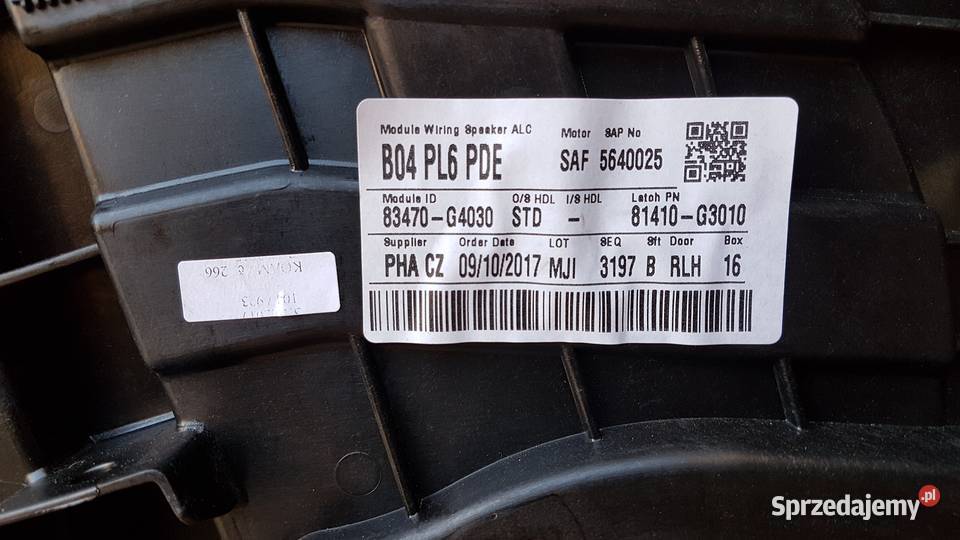 Module Wiring Speaker ALC Motor SAP No
B04 PL6 PDE SAF 5640025
Module ID O/S HDL I/S HDL Latch PN
83470-G4030 STD - 81410-G3010
Supplier Order Date LOT SEQ Sft Door Box
PHA CZ 09/10/2017 MJI 3197 B RLH 16
266
Sprzedajemy.pl